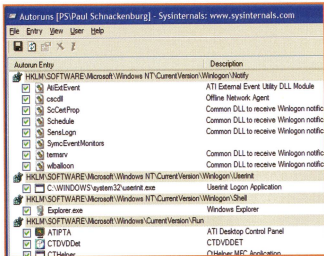 Autoruns [PS\Paul Schnackenburg] - Sysinternals: www.sysinternals.com
File Entry View User Help
Autorun Entry Description
HKLM\SOFTWARE\Microsoft\Windows NT\CurrentVersion\Winlogon\Notify
AtiExtEvent ATI External Event Utility DLL Module
cscdll Offline Network Agent
ScCertProp Common DLL to receive Winlogon notific
Schedule Common DLL to receive Winlogon notific
SensLogn Common DLL to receive Winlogon notific
SymcEventMonitors
termsrv Common DLL to receive Winlogon notific
wlballoon Common DLL to receive Winlogon notific
HKLM\SOFTWARE\Microsoft\Windows NT\CurrentVersion\Winlogon\Userinit
C:\WINDOWS\system32\userinit.exe Userinit Logon Application
HKLM\SOFTWARE\Microsoft\Windows NT\CurrentVersion\Winlogon\Shell
Explorer.exe Windows Explorer
HKLM\SOFTWARE\Microsoft\Windows\CurrentVersion\Run
ATIPTA ATI Desktop Control Panel
CTDVDDet CTDVDDET
CTHelper CtHelper MFC Application